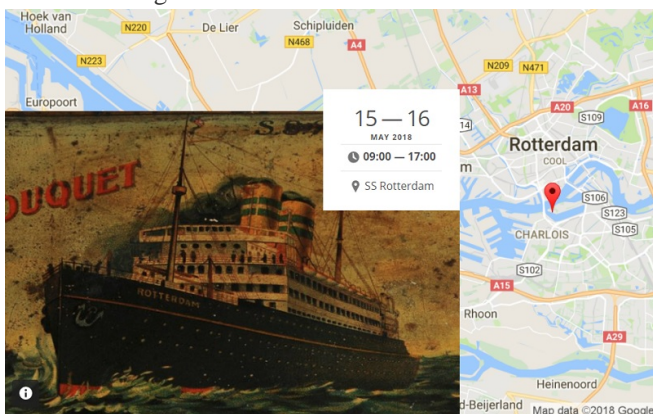 Hoek van
Holland
N220
De Lier
Schipluiden
N468
A4
N223
N209
N471
Europoort
A13
A20
S109
A16
14
15 — 16
MAY 2018
09:00 — 17:00
SS Rotterdam
Rotterdam
COOL
m
S106
S123
S105
CHARLOIS
OUQUET
S102
ROTTERDAM
A15
Rhoon
A29
Heinenoord
d-Beijerland
Map data ©2018 Google